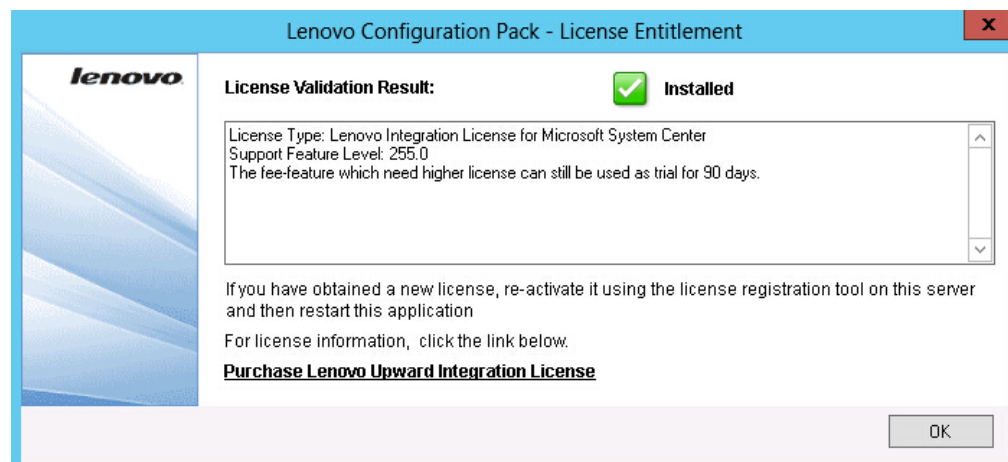 Lenovo Configuration Pack - License Entitlement
x
lenovo
License Validation Result:
Installed
License Type: Lenovo Integration License for Microsoft System Center
Support Feature Level: 255.0
The fee-feature which need higher license can still be used as trial for 90 days.
If you have obtained a new license, re-activate it using the license registration tool on this server
and then restart this application
For license information, click the link below.
Purchase Lenovo Upward Integration License
OK